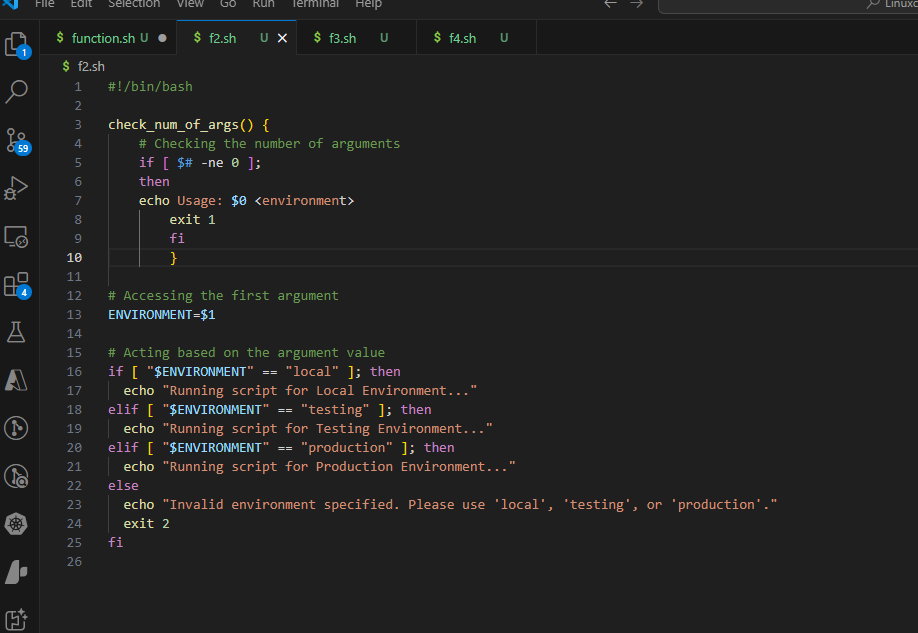 File Edit Selection View Go Run Terminal Help Linuxc
$ function.sh U $ f2.sh U $ f3.sh U $ f4.sh U
$ f2.sh
1
59
4
1 #!/bin/bash
2
3 check_num_of_args() {
4 # Checking the number of arguments
5 if [ $# -ne 0 ];
6 then
7 echo Usage: $0 <environment>
8 exit 1
9 fi
10 }
11
12 # Accessing the first argument
13 ENVIRONMENT=$1
14
15 # Acting based on the argument value
16 if [ "$ENVIRONMENT" == "local" ]; then
17 echo "Running script for Local Environment..."
18 elif [ "$ENVIRONMENT" == "testing" ]; then
19 echo "Running script for Testing Environment..."
20 elif [ "$ENVIRONMENT" == "production" ]; then
21 echo "Running script for Production Environment..."
22 else
23 echo "Invalid environment specified. Please use 'local', 'testing', or 'production'."
24 exit 2
25 fi
26